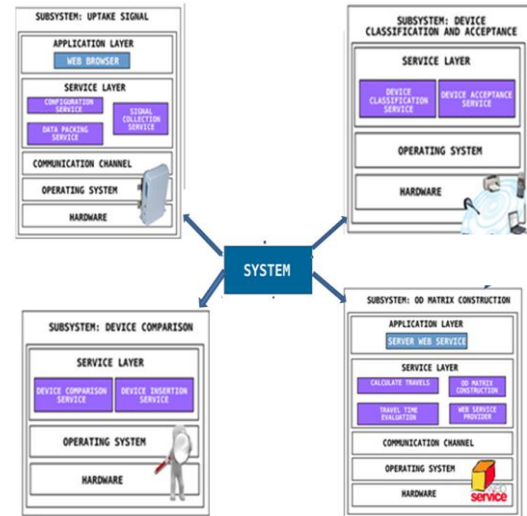 SUBSYSTEM: UPTAKE SIGNAL
APPLICATION LAYER
WEB BROWSER
SERVICE LAYER
CONFIGURATION
SERVICE
SIGNAL
COLLECTION
SERVICE
DATA PACKING
SERVICE
COMMUNICATION CHANNEL
OPERATING SYSTEM
HARDWARE
SUBSYSTEM: DEVICE
CLASSIFICATION AND ACCEPTANCE
SERVICE LAYER
DEVICE
CLASSIFICATION
SERVICE
DEVICE ACCEPTANCE
SERVICE
OPERATING SYSTEM
HARDWARE
SYSTEM
SUBSYSTEM: DEVICE COMPARISON
SERVICE LAYER
DEVICE COMPARISON
SERVICE
DEVICE INSERTION
SERVICE
OPERATING SYSTEM
HARDWARE
SUBSYSTEM: OD MATRIX CONSTRUCTION
APPLICATION LAYER
SERVER WEB SERVICE
SERVICE LAYER
CALCULATE TRAVELS
OD MATRIX
CONSTRUCTION
TRAVEL TIME
EVALUATION
WEB SERVICE
PROVIDER
COMMUNICATION CHANNEL
OPERATING SYSTEM
HARDWARE
service